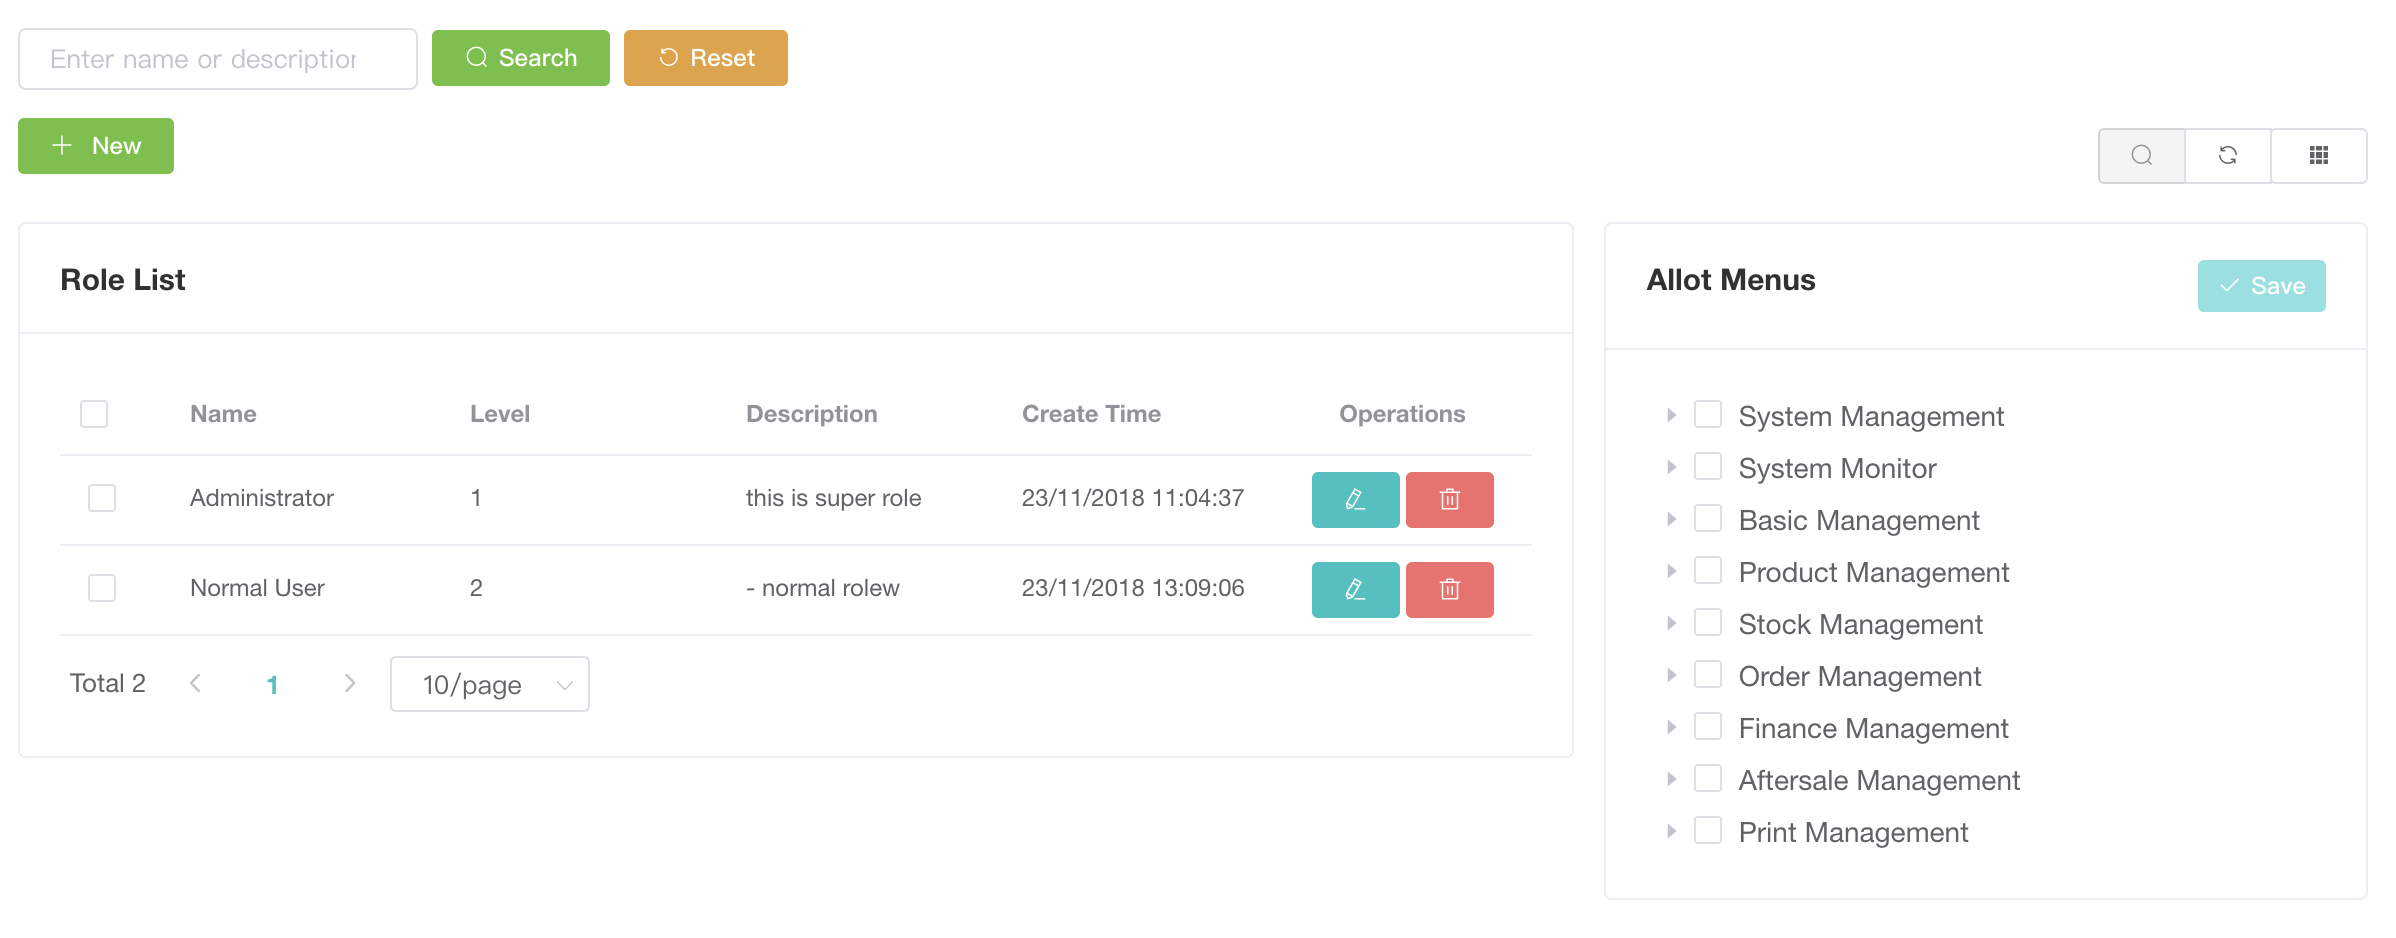 Enter name or description
Search
Reset
New
Role List
Name Level Description Create Time Operations
Administrator 1 this is super role 23/11/2018 11:04:37
Normal User 2 - normal rolew 23/11/2018 13:09:06
Total 2 1 10/page
Allot Menus
Save
System Management
System Monitor
Basic Management
Product Management
Stock Management
Order Management
Finance Management
Aftersale Management
Print Management